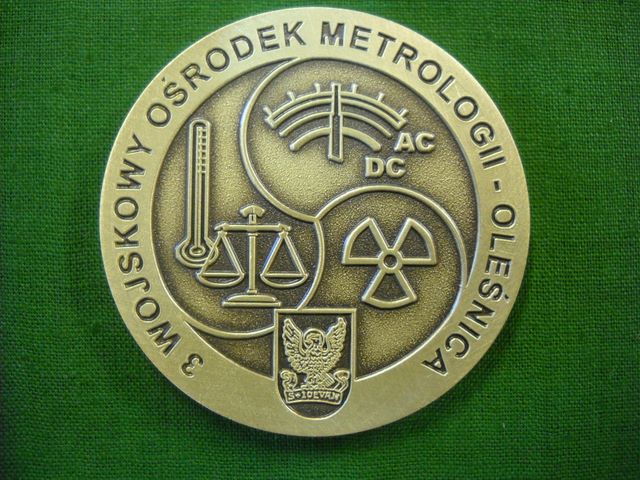 3 WOJSKOWY OŚRODEK METROLOGII - OLEŚNICA
AC
DC